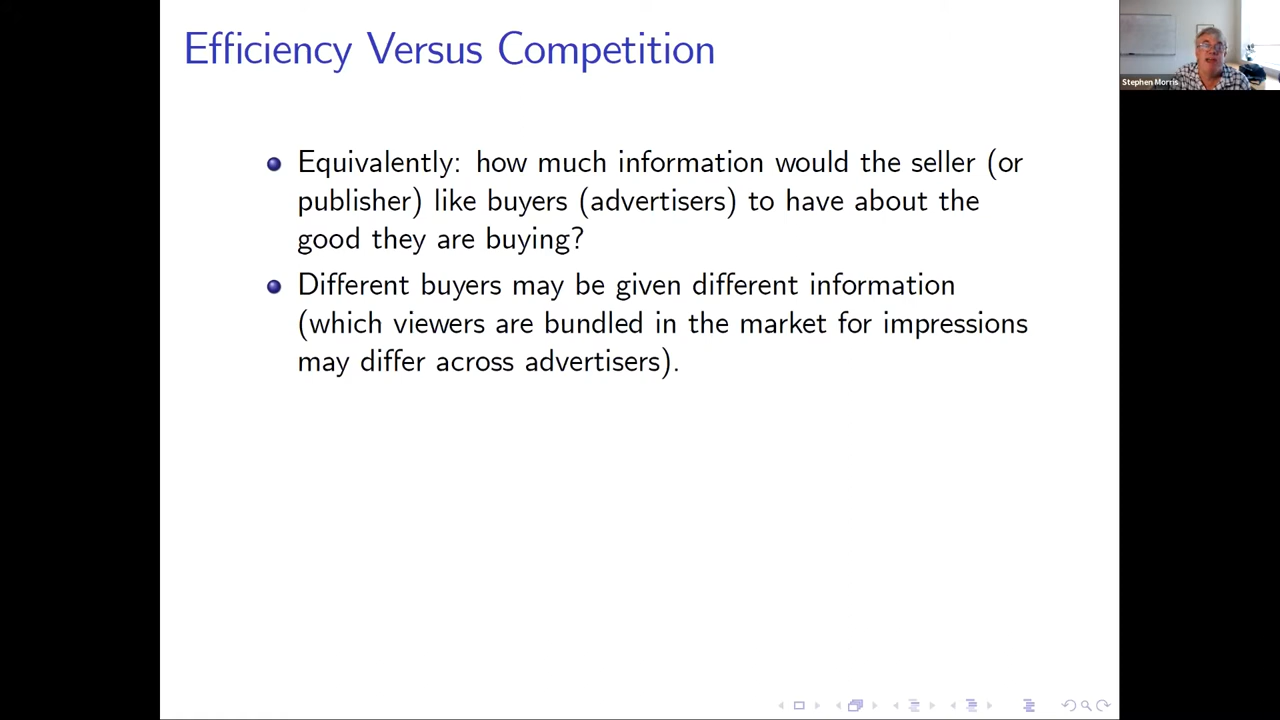 Efficiency Versus Competition
Stephen Morris
Equivalently: how much information would the seller (or
publisher) like buyers (advertisers) to have about the
good they are buying?
Different buyers may be given different information
(which viewers are bundled in the market for impressions
may differ across advertisers).